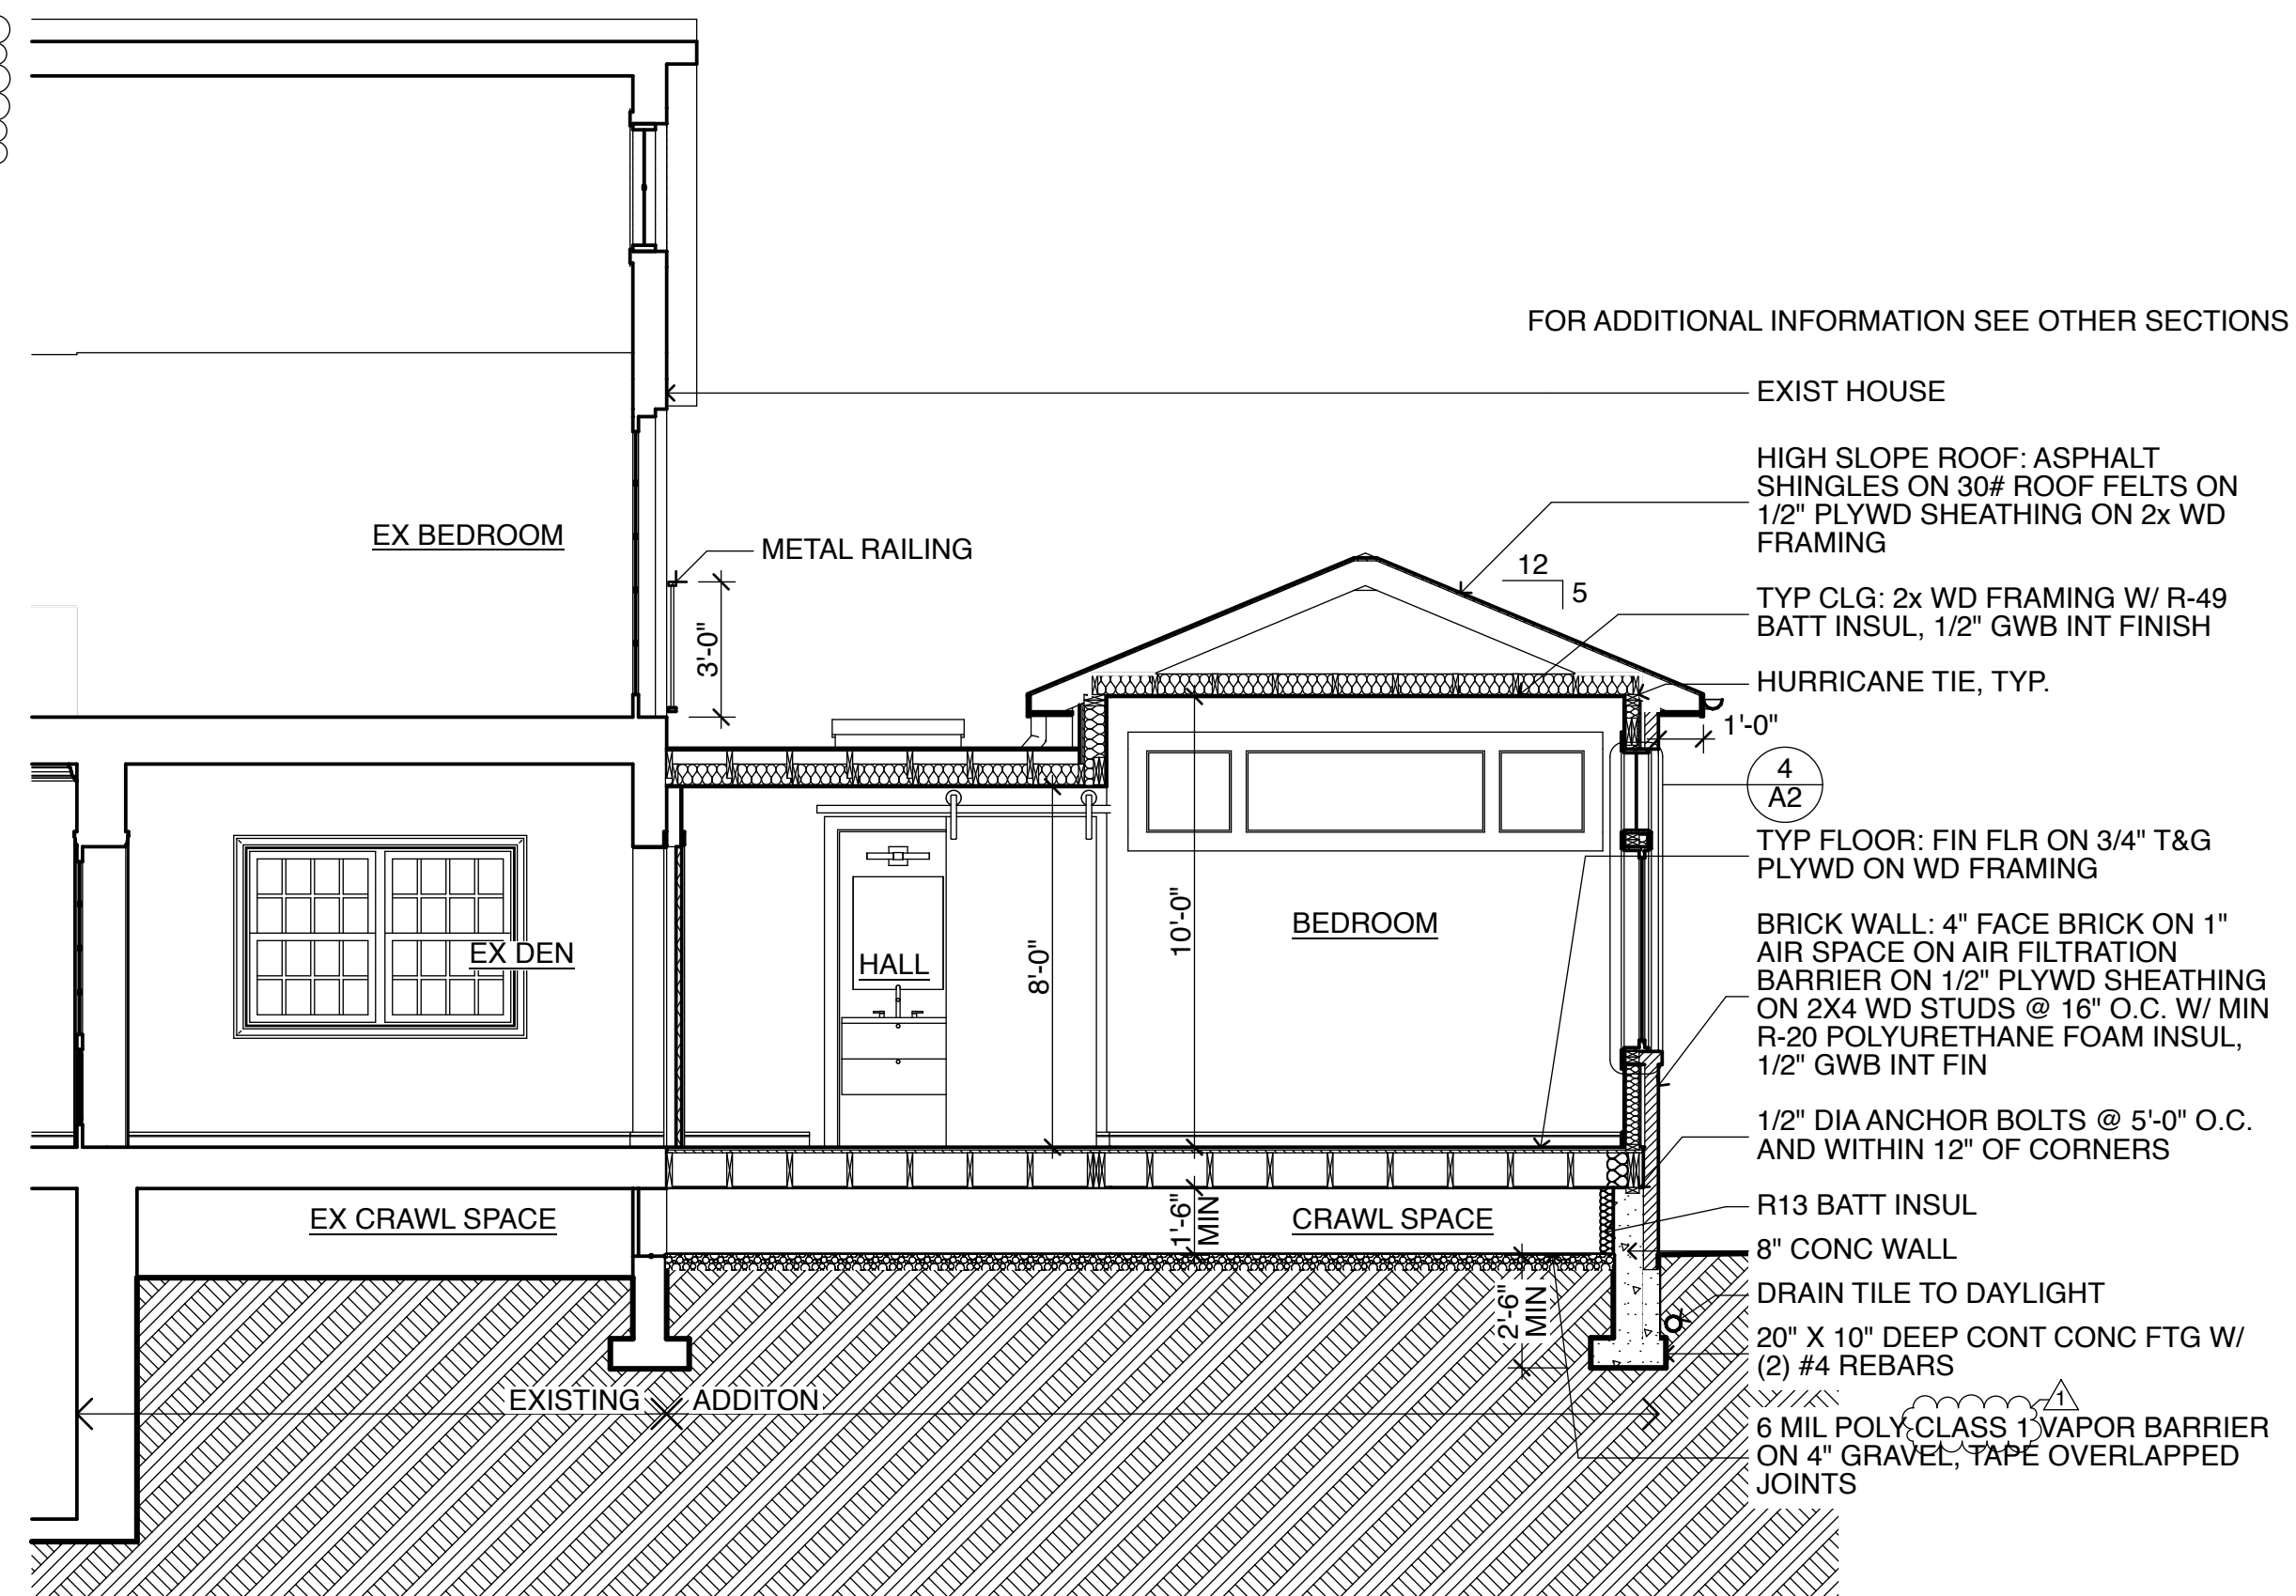 FOR ADDITIONAL INFORMATION SEE OTHER SECTIONS
EXIST HOUSE
HIGH SLOPE ROOF: ASPHALT
SHINGLES ON 30# ROOF FELTS ON
1/2" PLYWD SHEATHING ON 2x WD
FRAMING
EX BEDROOM
METAL RAILING
12
5
3'-0"
TYP CLG: 2x WD FRAMING W/ R-49
BATT INSUL, 1/2" GWB INT FINISH
HURRICANE TIE, TYP.
1'-0"
4
A2
TYP FLOOR: FIN FLR ON 3/4" T&G
PLYWD ON WD FRAMING
EX DEN
HALL
8'-0"
10'-0"
BEDROOM
BRICK WALL: 4" FACE BRICK ON 1"
AIR SPACE ON AIR FILTRATION
BARRIER ON 1/2" PLYWD SHEATHING
ON 2X4 WD STUDS @ 16" O.C. W/ MIN
R-20 POLYURETHANE FOAM INSUL,
1/2" GWB INT FIN
1/2" DIA ANCHOR BOLTS @ 5'-0" O.C.
AND WITHIN 12" OF CORNERS
EX CRAWL SPACE
1'-6"
MIN
CRAWL SPACE
R13 BATT INSUL
8" CONC WALL
2'-6"
MIN
DRAIN TILE TO DAYLIGHT
20" X 10" DEEP CONT CONC FTG W/
(2) #4 REBARS
EXISTING
ADDITON
1
6 MIL POLY CLASS 1 VAPOR BARRIER
ON 4" GRAVEL, TAPE OVERLAPPED
JOINTS